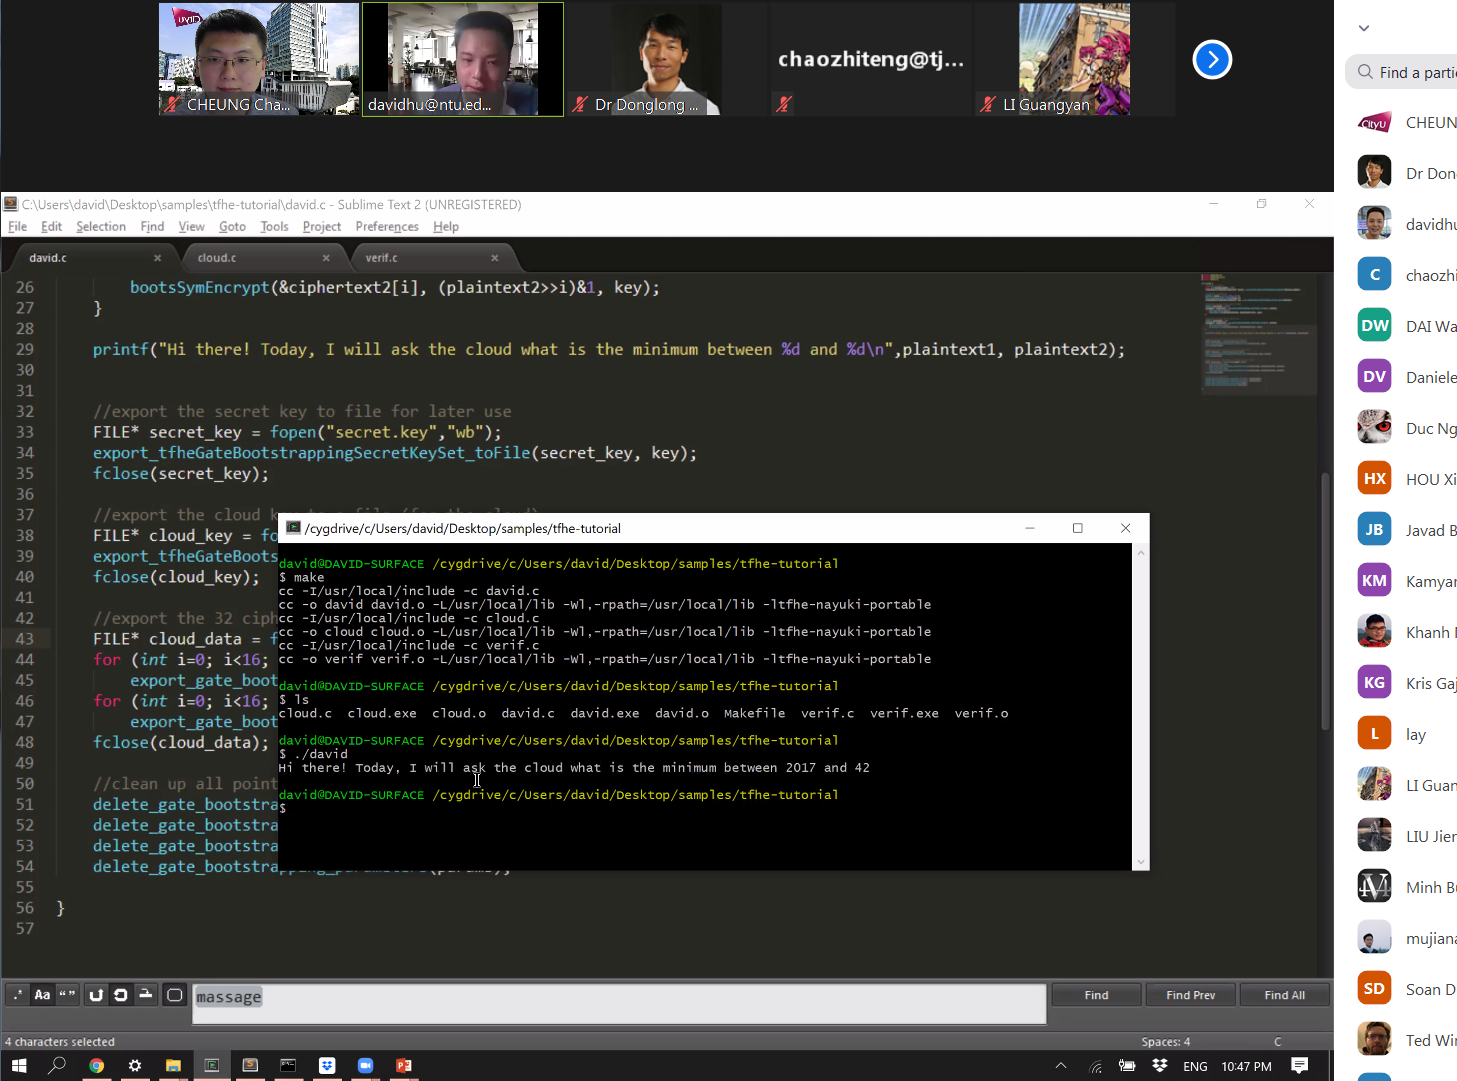 CHEUNG Cha...
davidhu@ntu.ed...
Dr Donglong ...
chaozhiteng@tj...
LI Guangyan
Find a parti
CHEUN
Dr Don
davidhu
C chaozhi
DW DAI Wa
DV Daniele
Duc Ng
HX HOU Xi
JB Javad B
KM Kamyar
Khanh N
KG Kris Gaj
L lay
LI Guan
LIU Jier
Minh Bu
mujiana
SD Soan D
Ted Win
C:\Users\david\Desktop\samples\tfhe-tutorial\david.c - Sublime Text 2 (UNREGISTERED)
File Edit Selection Find View Goto Tools Project Preferences Help
david.c × cloud.c × verif.c ×
26 bootsSymEncrypt(&ciphertext2[i], (plaintext2>>i)&1, key);
27 }
28
29 printf("Hi there! Today, I will ask the cloud what is the minimum between %d and %d\n",plaintext1, plaintext2);
30
31
32 //export the secret key to file for later use
33 FILE* secret_key = fopen("secret.key","wb");
34 export_tfheGateBootstrappingSecretKeySet_toFile(secret_key, key);
35 fclose(secret_key);
36
37 //export the cloud key to a file (for the cloud)
38 FILE* cloud_key = fo
39 export_tfheGateBoots
40 fclose(cloud_key);
41
42 //export the 32 ciph
43 FILE* cloud_data = f
44 for (int i=0; i<16;
45 export_gate_boot
46 for (int i=0; i<16;
47 export_gate_boot
48 fclose(cloud_data);
49
50 //clean up all point
51 delete_gate_bootstra
52 delete_gate_bootstra
53 delete_gate_bootstra
54 delete_gate_bootstrapping_parameters(params);
55
56 }
57
/cygdrive/c/Users/david/Desktop/samples/tfhe-tutorial
david@DAVID-SURFACE /cygdrive/c/Users/david/Desktop/samples/tfhe-tutorial
$ make
cc -I/usr/local/include -c david.c
cc -o david david.o -L/usr/local/lib -Wl,-rpath=/usr/local/lib -ltfhe-nayuki-portable
cc -I/usr/local/include -c cloud.c
cc -o cloud cloud.o -L/usr/local/lib -Wl,-rpath=/usr/local/lib -ltfhe-nayuki-portable
cc -I/usr/local/include -c verif.c
cc -o verif verif.o -L/usr/local/lib -Wl,-rpath=/usr/local/lib -ltfhe-nayuki-portable
david@DAVID-SURFACE /cygdrive/c/Users/david/Desktop/samples/tfhe-tutorial
$ ls
cloud.c cloud.exe cloud.o david.c david.exe david.o Makefile verif.c verif.exe verif.o
david@DAVID-SURFACE /cygdrive/c/Users/david/Desktop/samples/tfhe-tutorial
$ ./david
Hi there! Today, I will ask the cloud what is the minimum between 2017 and 42
david@DAVID-SURFACE /cygdrive/c/Users/david/Desktop/samples/tfhe-tutorial
$
.* Aa “ ” massage Find Find Prev Find All
4 characters selected Spaces: 4 C
ENG 10:47 PM